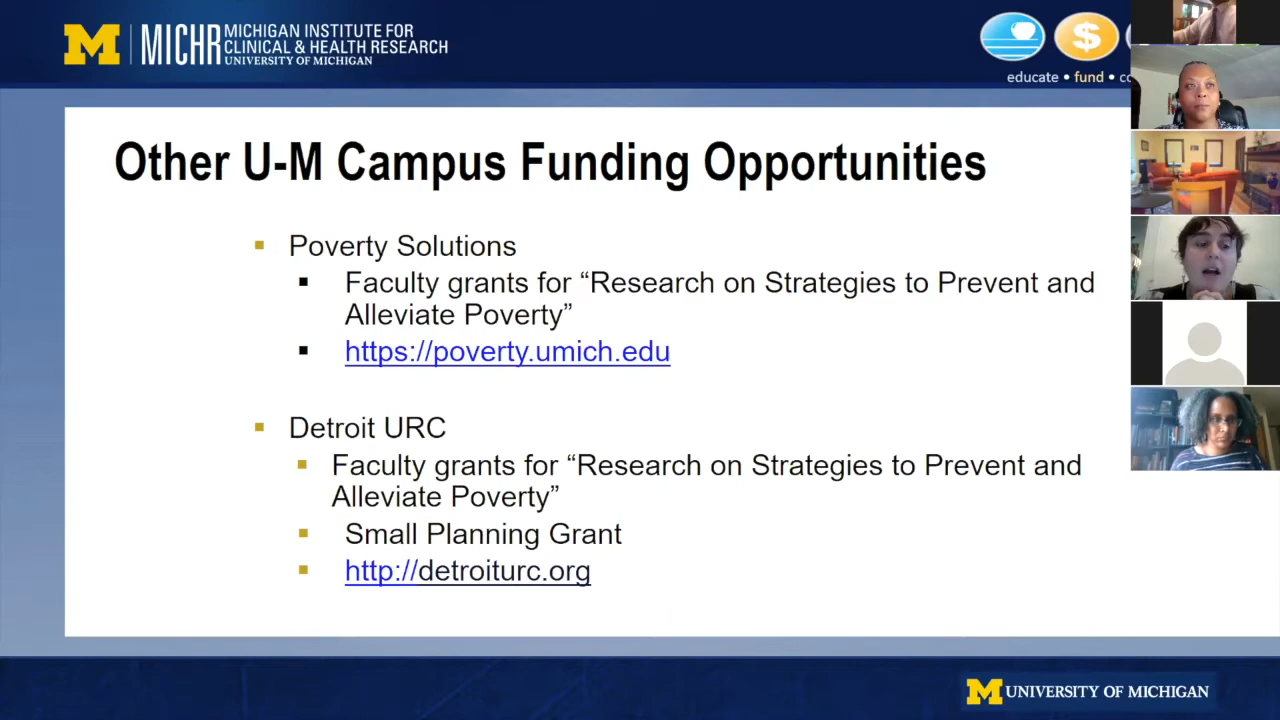 M MICHR MICHIGAN INSTITUTE FOR
CLINICAL & HEALTH RESEARCH
UNIVERSITY OF MICHIGAN
$
educate • fund •
Other U-M Campus Funding Opportunities
Poverty Solutions
Faculty grants for “Research on Strategies to Prevent and
Alleviate Poverty”
https://poverty.umich.edu
Detroit URC
Faculty grants for “Research on Strategies to Prevent and
Alleviate Poverty”
Small Planning Grant
http://detroiturc.org
M UNIVERSITY OF MICHIGAN